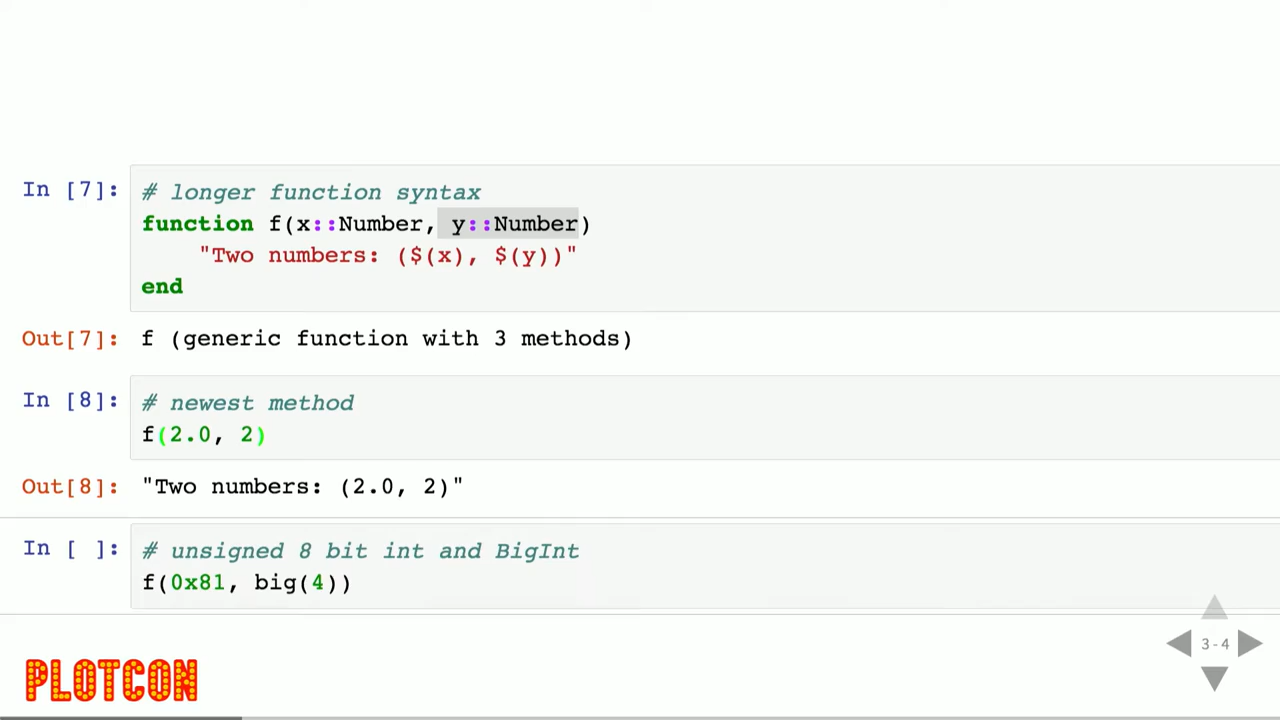 In [7]: # longer function syntax
function f(x::Number, y::Number)
"Two numbers: ($(x), $(y))"
end
Out[7]: f (generic function with 3 methods)
In [8]: # newest method
f(2.0, 2)
Out[8]: "Two numbers: (2.0, 2)"
In [ ]: # unsigned 8 bit int and BigInt
f(0x81, big(4))
3-4
PLOTCON